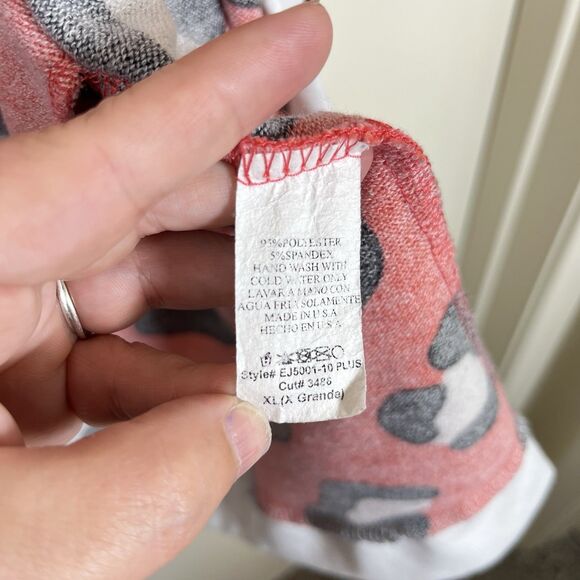 95%POLYESTER
5%SPANDEX
HAND WASH WITH
COLD WATER ONLY
LAVAR A MANO CON
AGUA FRI SOLAMENTE
MADE IN U.S.A
HECHO EN U.S.A
Style# EJ5001-10 PLUS
Cut# 3486
XL(X Grande)